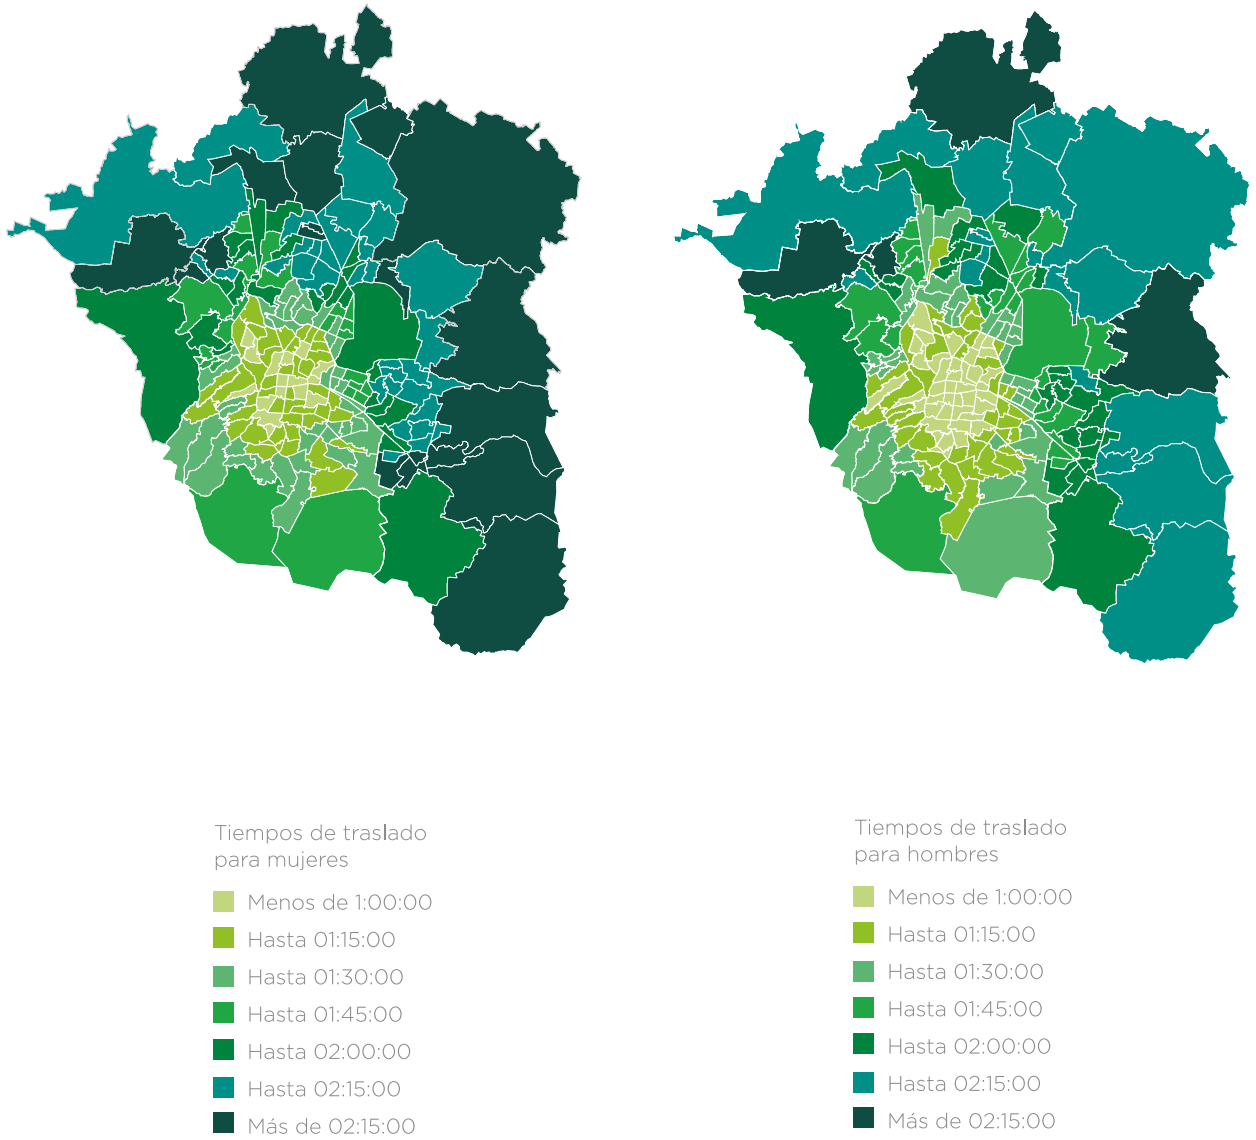 Tiempos de traslado
para mujeres
Menos de 1:00:00
Hasta 01:15:00
Hasta 01:30:00
Hasta 01:45:00
Hasta 02:00:00
Hasta 02:15:00
Más de 02:15:00
Tiempos de traslado
para hombres
Menos de 1:00:00
Hasta 01:15:00
Hasta 01:30:00
Hasta 01:45:00
Hasta 02:00:00
Hasta 02:15:00
Más de 02:15:00